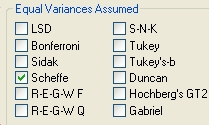 Equal Variances Assumed
LSD
S-N-K
Bonferroni
Tukey
Sidak
Tukey's-b
Scheffe
Duncan
R-E-G-W F
Hochberg's GT2
R-E-G-W Q
Gabriel